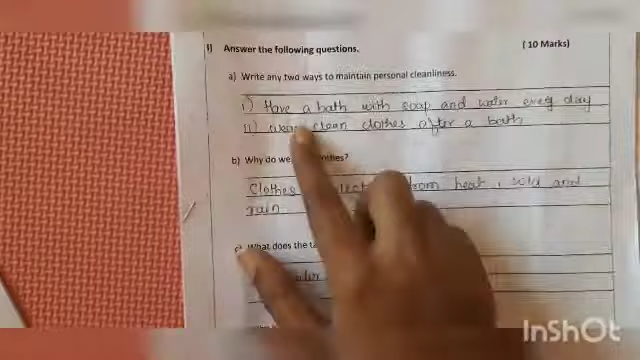 I) Answer the following questions. (10 Marks)
a) Write any two ways to maintain personal cleanliness.
i) Have a bath with soap and water every day
ii) wear clean clothes after a bath
b) Why do we
Clothes from heat, cold and
rain
c) What does the
InShOt